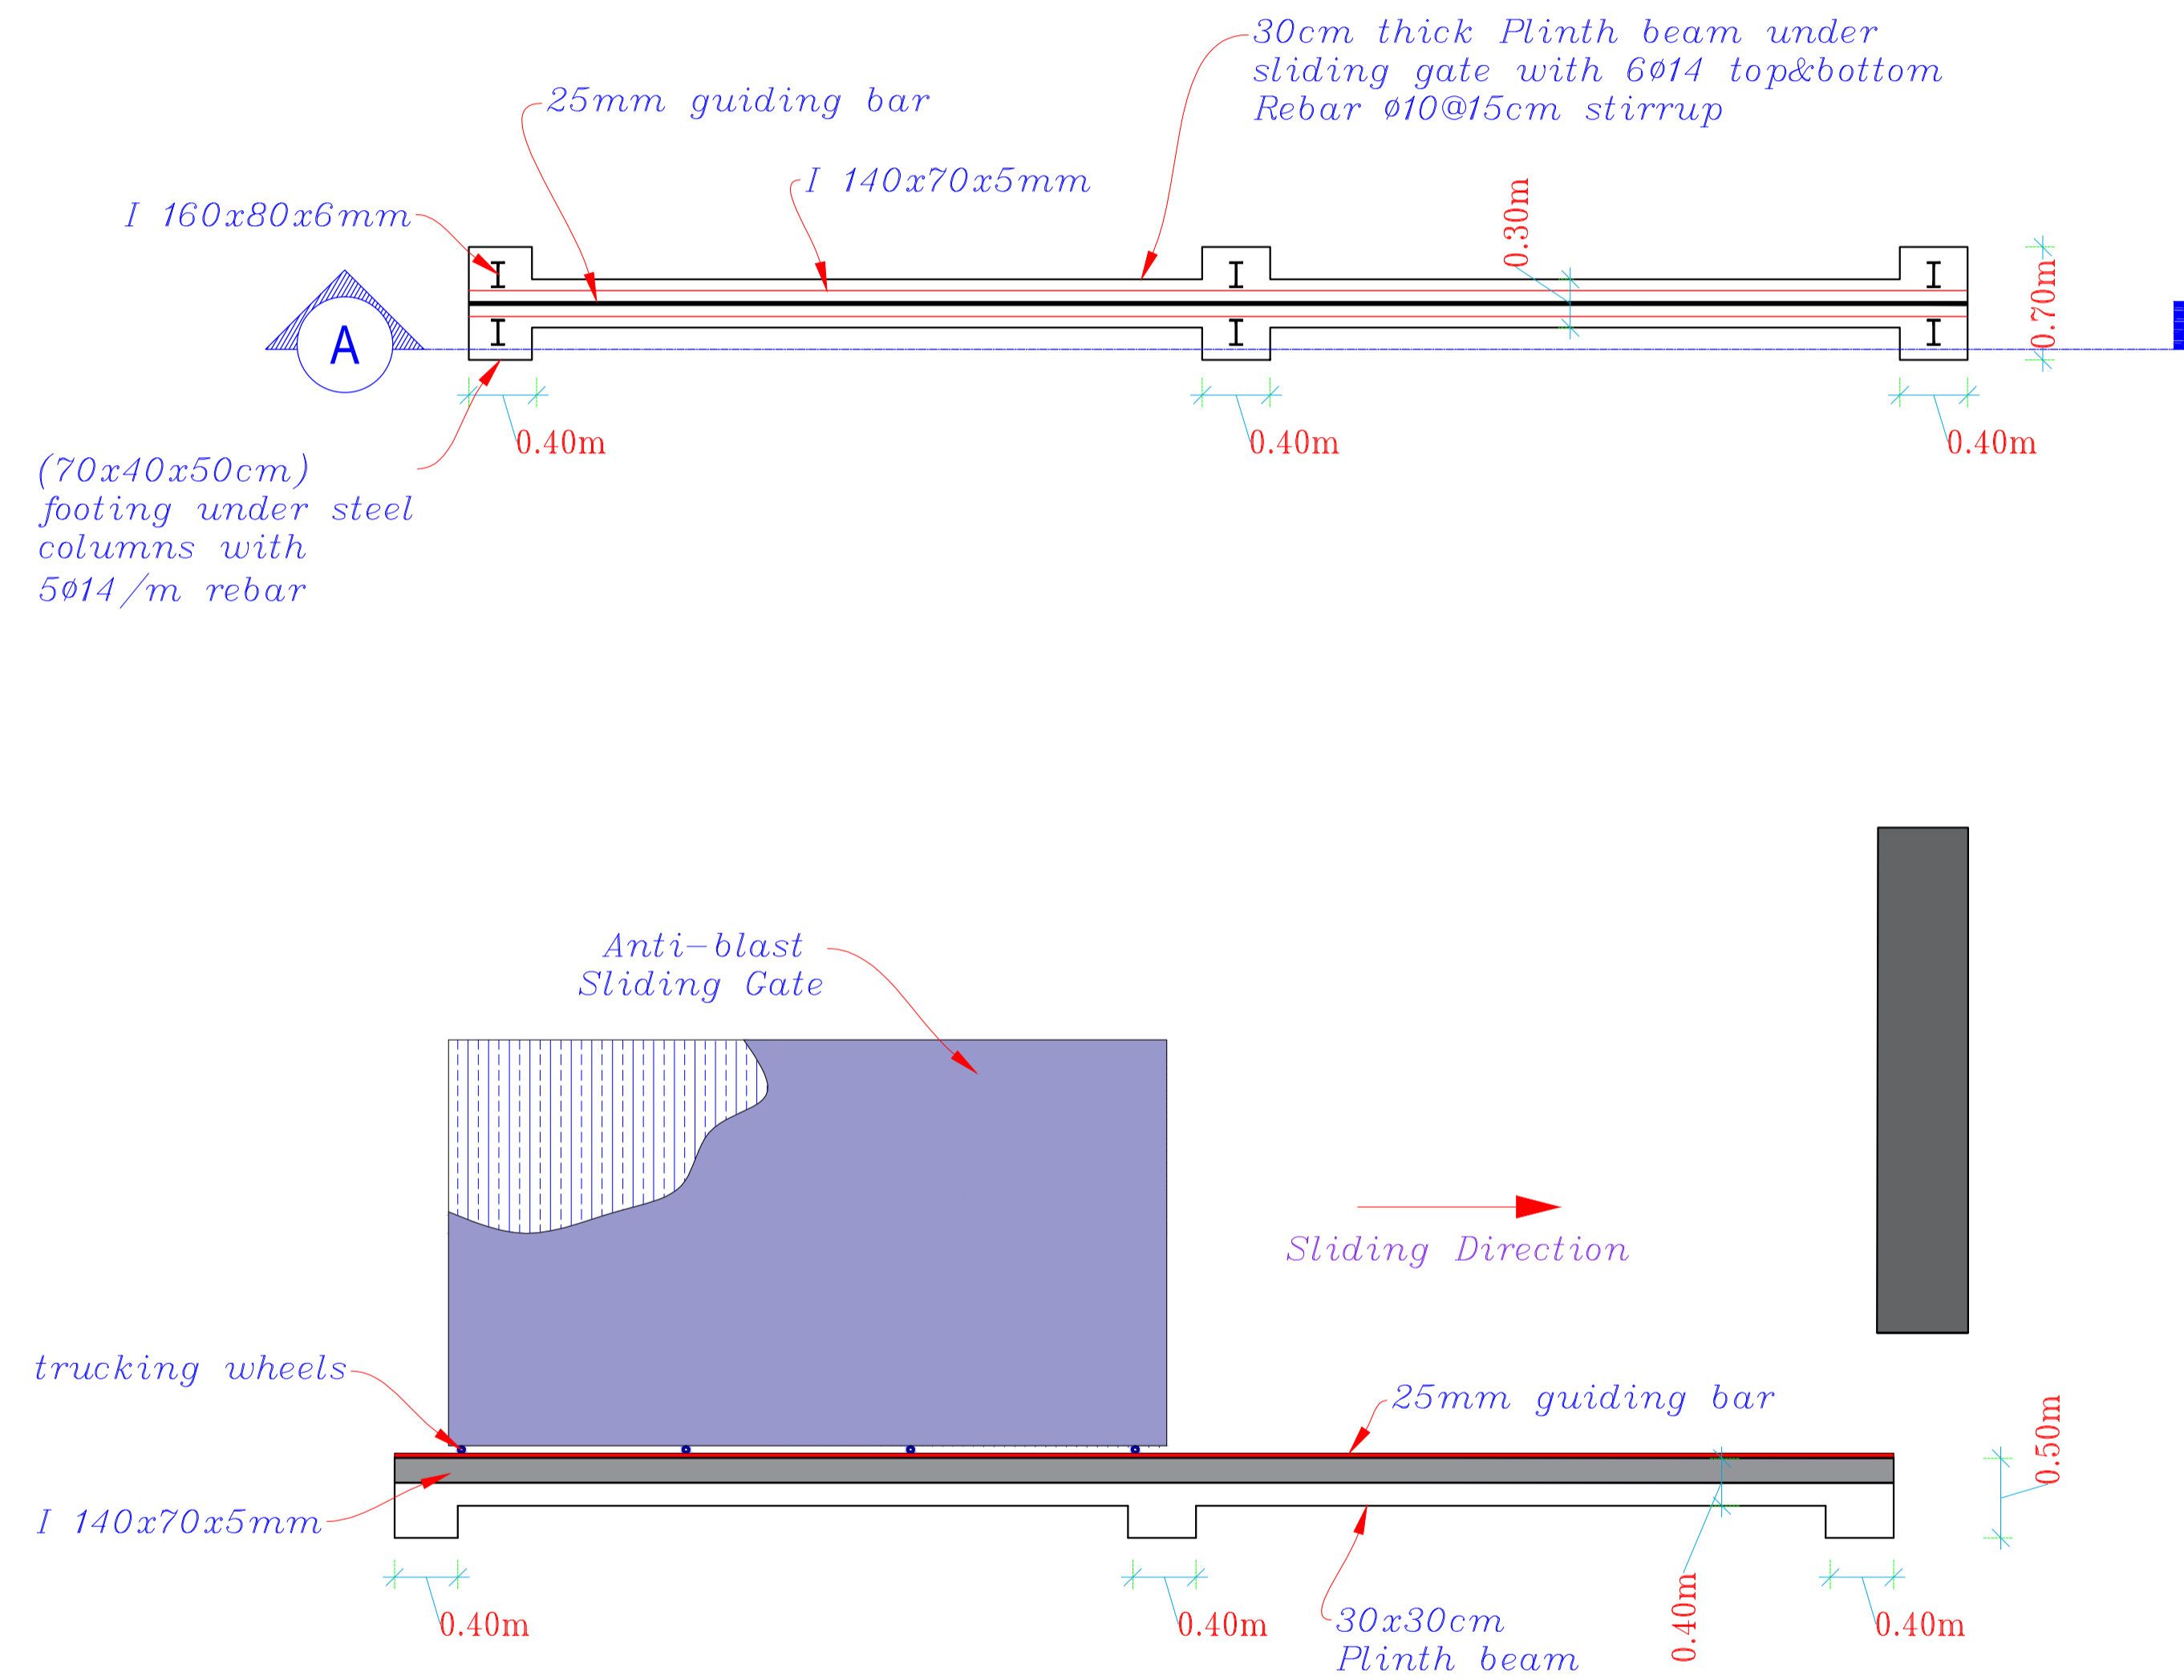 30cm thick Plinth beam under
sliding gate with 6ø14 top&bottom
Rebar ø10@15cm stirrup
25mm guiding bar
I 140x70x5mm
I 160x80x6mm
0.30m
0.70m
A
0.40m
0.40m
0.40m
(70x40x50cm)
footing under steel
columns with
5ø14/m rebar
Anti-blast
Sliding Gate
Sliding Direction
trucking wheels
25mm guiding bar
0.50m
I 140x70x5mm
0.40m
0.40m
30x30cm
Plinth beam
0.40m
0.40m